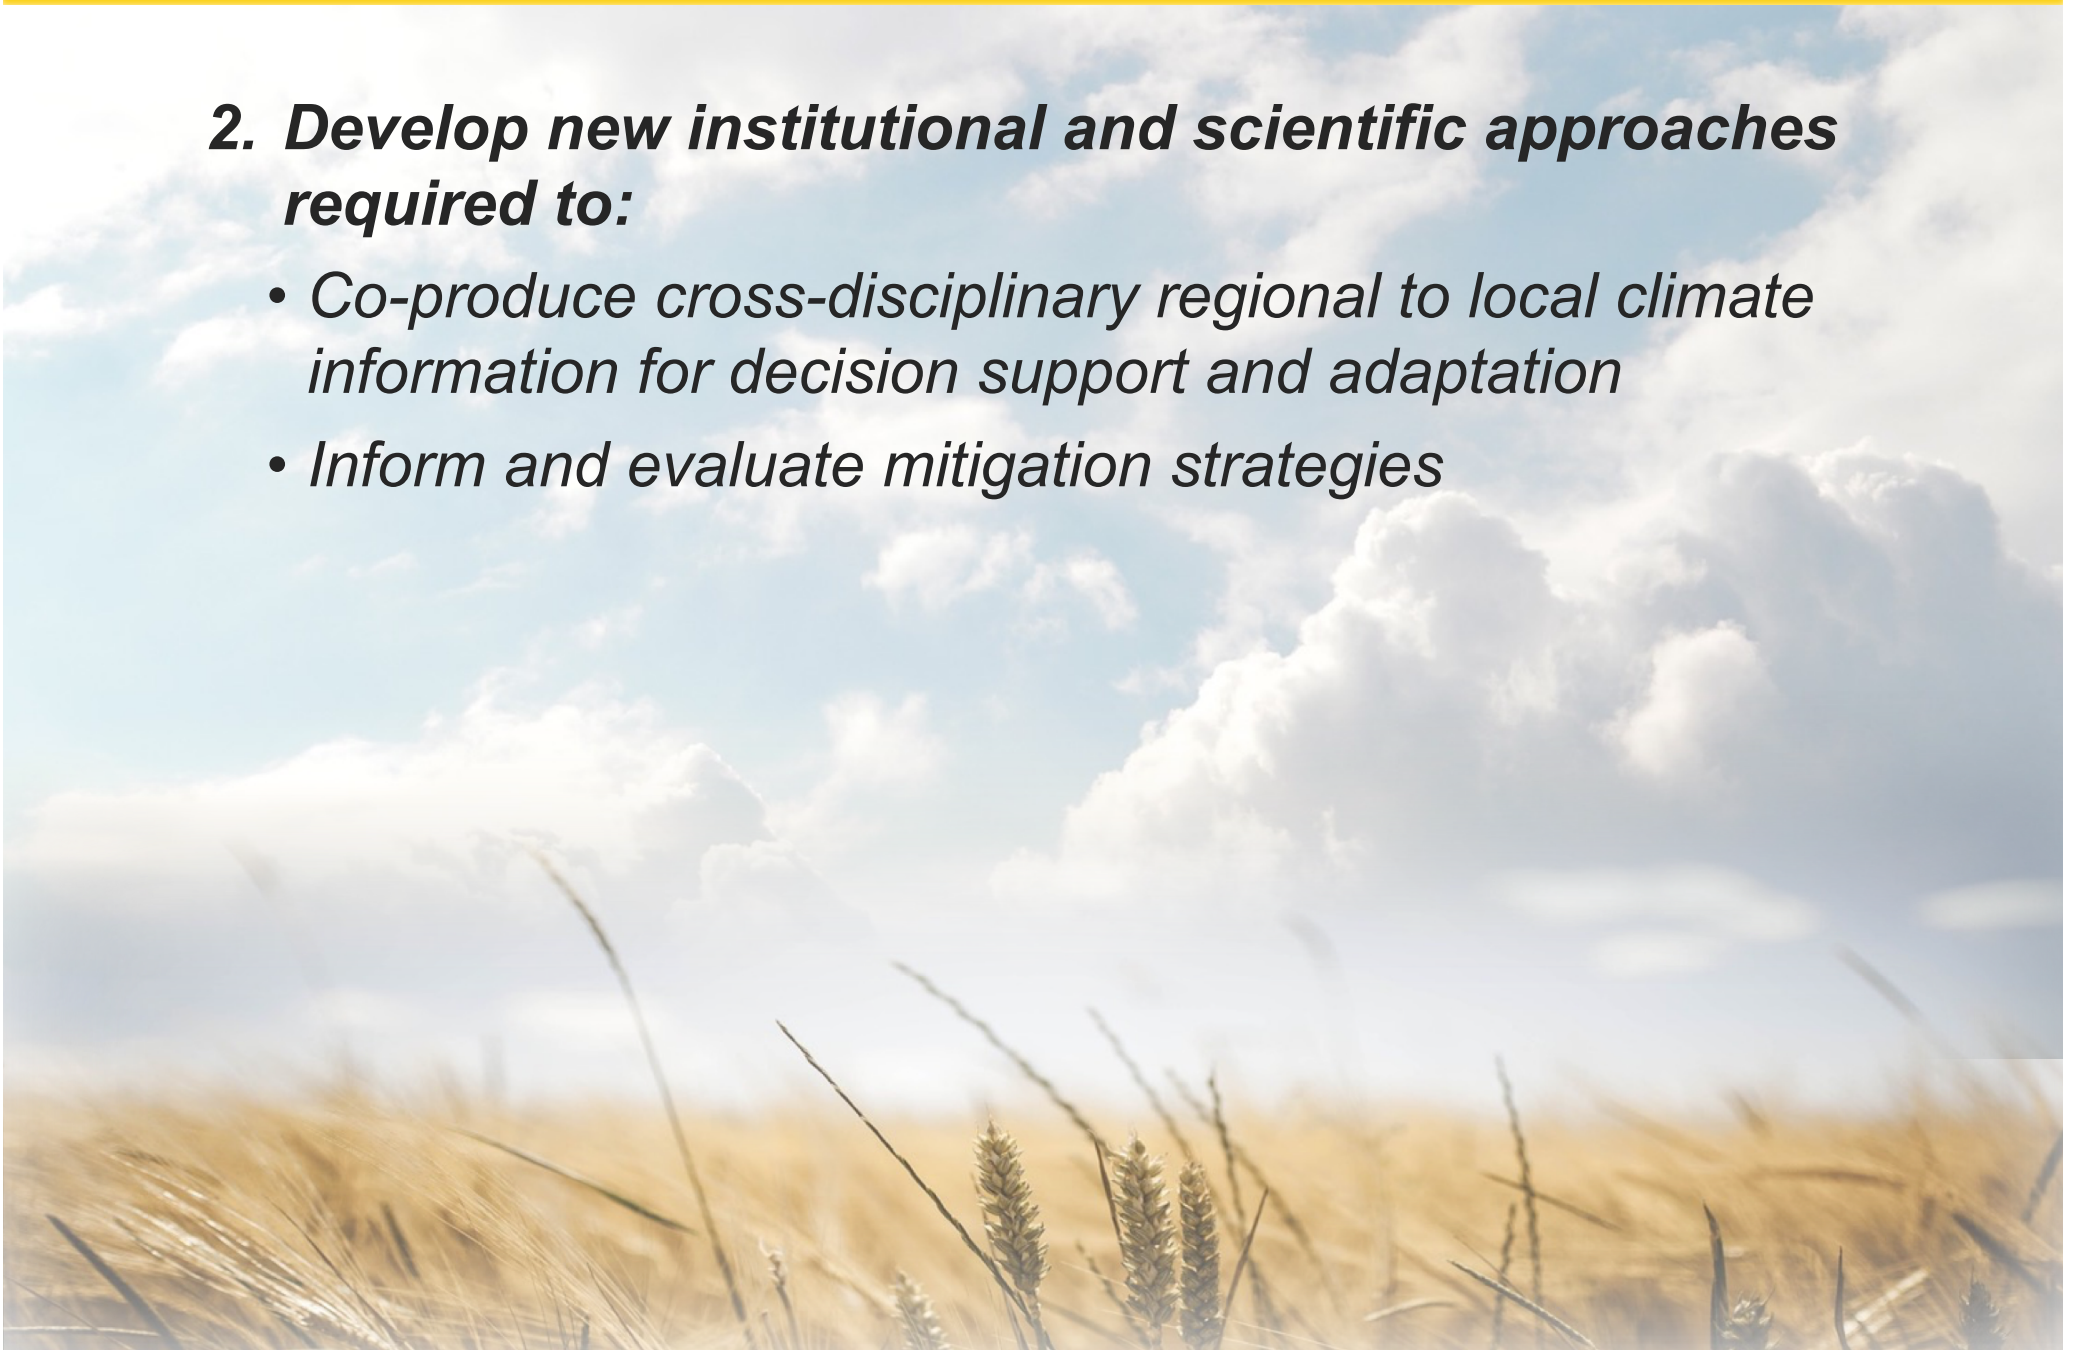 2. Develop new institutional and scientific approaches
required to:
• Co-produce cross-disciplinary regional to local climate
information for decision support and adaptation
• Inform and evaluate mitigation strategies